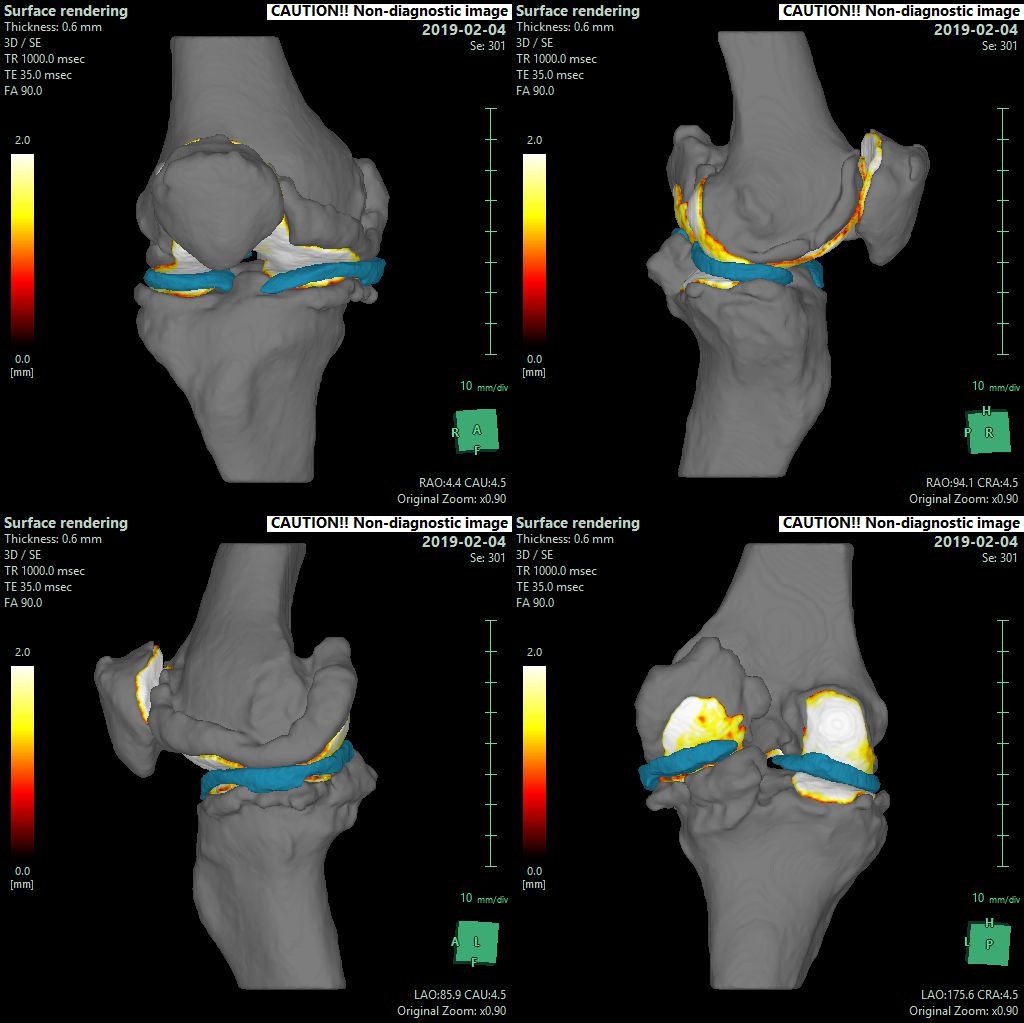 Surface rendering
CAUTION!! Non-diagnostic image
Thickness: 0.6 mm
2019-02-04
3D / SE
Se: 301
TR 1000.0 msec
TE 35.0 msec
FA 90.0
2.0
0.0
[mm]
10 mm/div
R A
F
RAO:4.4 CAU:4.5
Original Zoom: x0.90
Surface rendering
CAUTION!! Non-diagnostic image
Thickness: 0.6 mm
2019-02-04
3D / SE
Se: 301
TR 1000.0 msec
TE 35.0 msec
FA 90.0
2.0
0.0
[mm]
10 mm/div
H
P R
RAO:94.1 CRA:4.5
Original Zoom: x0.90
Surface rendering
CAUTION!! Non-diagnostic image
Thickness: 0.6 mm
2019-02-04
3D / SE
Se: 301
TR 1000.0 msec
TE 35.0 msec
FA 90.0
2.0
0.0
[mm]
10 mm/div
A L
F
LAO:85.9 CAU:4.5
Original Zoom: x0.90
Surface rendering
CAUTION!! Non-diagnostic image
Thickness: 0.6 mm
2019-02-04
3D / SE
Se: 301
TR 1000.0 msec
TE 35.0 msec
FA 90.0
2.0
0.0
[mm]
10 mm/div
H
L P
LAO:175.6 CRA:4.5
Original Zoom: x0.90